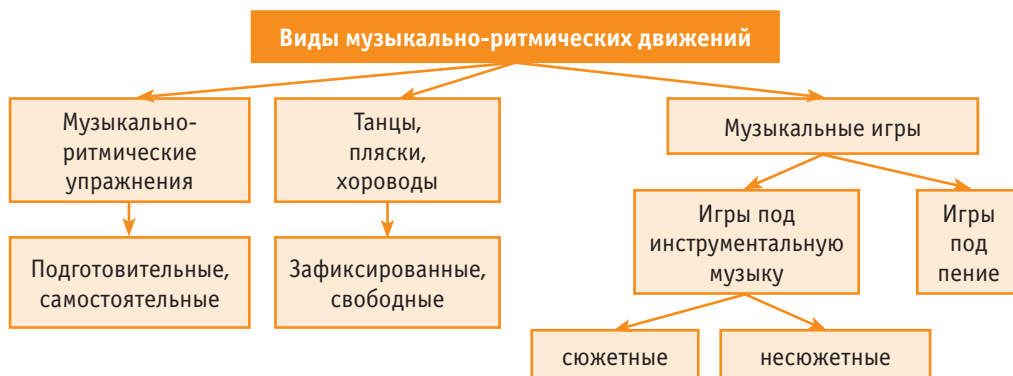 Виды музыкально-ритмических движений
Музыкально-
ритмические
упражнения
Танцы,
пляски,
хороводы
Музыкальные игры
Подготовительные,
самостоятельные
Зафиксированные,
свободные
Игры под
инструментальную
музыку
Игры
под
пение
сюжетные
несюжетные